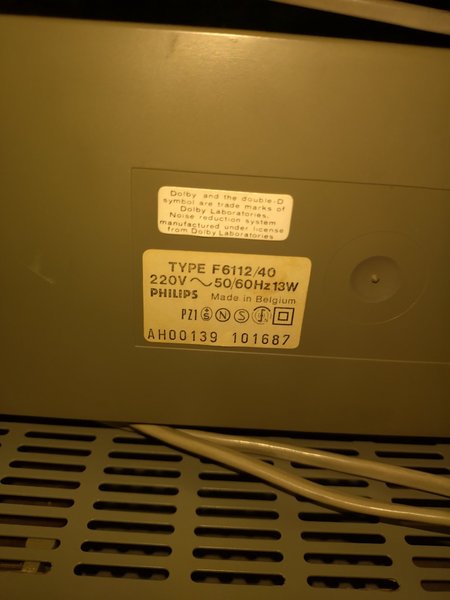 Dolby and the double-D
symbol are trade marks of
Dolby Laboratories.
Noise reduction system
manufactured under license
from Dolby Laboratories
TYPE F6112/40
220V ~ 50/60Hz 13W
PHILIPS Made in Belgium
PZ1 N S
AH00139 101687